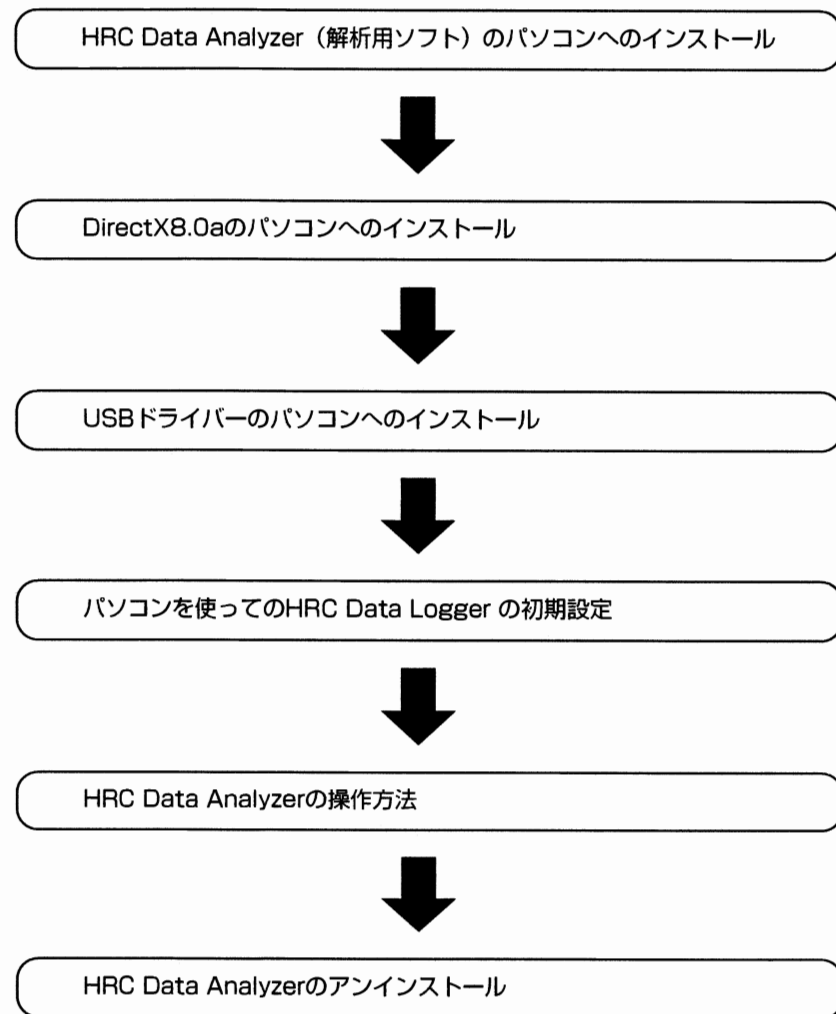 HRC Data Analyzer（解析用ソフト）のパソコンへのインストール
DirectX8.0aのパソコンへのインストール
USBドライバーのパソコンへのインストール
パソコンを使ってのHRC Data Logger の初期設定
HRC Data Analyzerの操作方法
HRC Data Analyzerのアンインストール